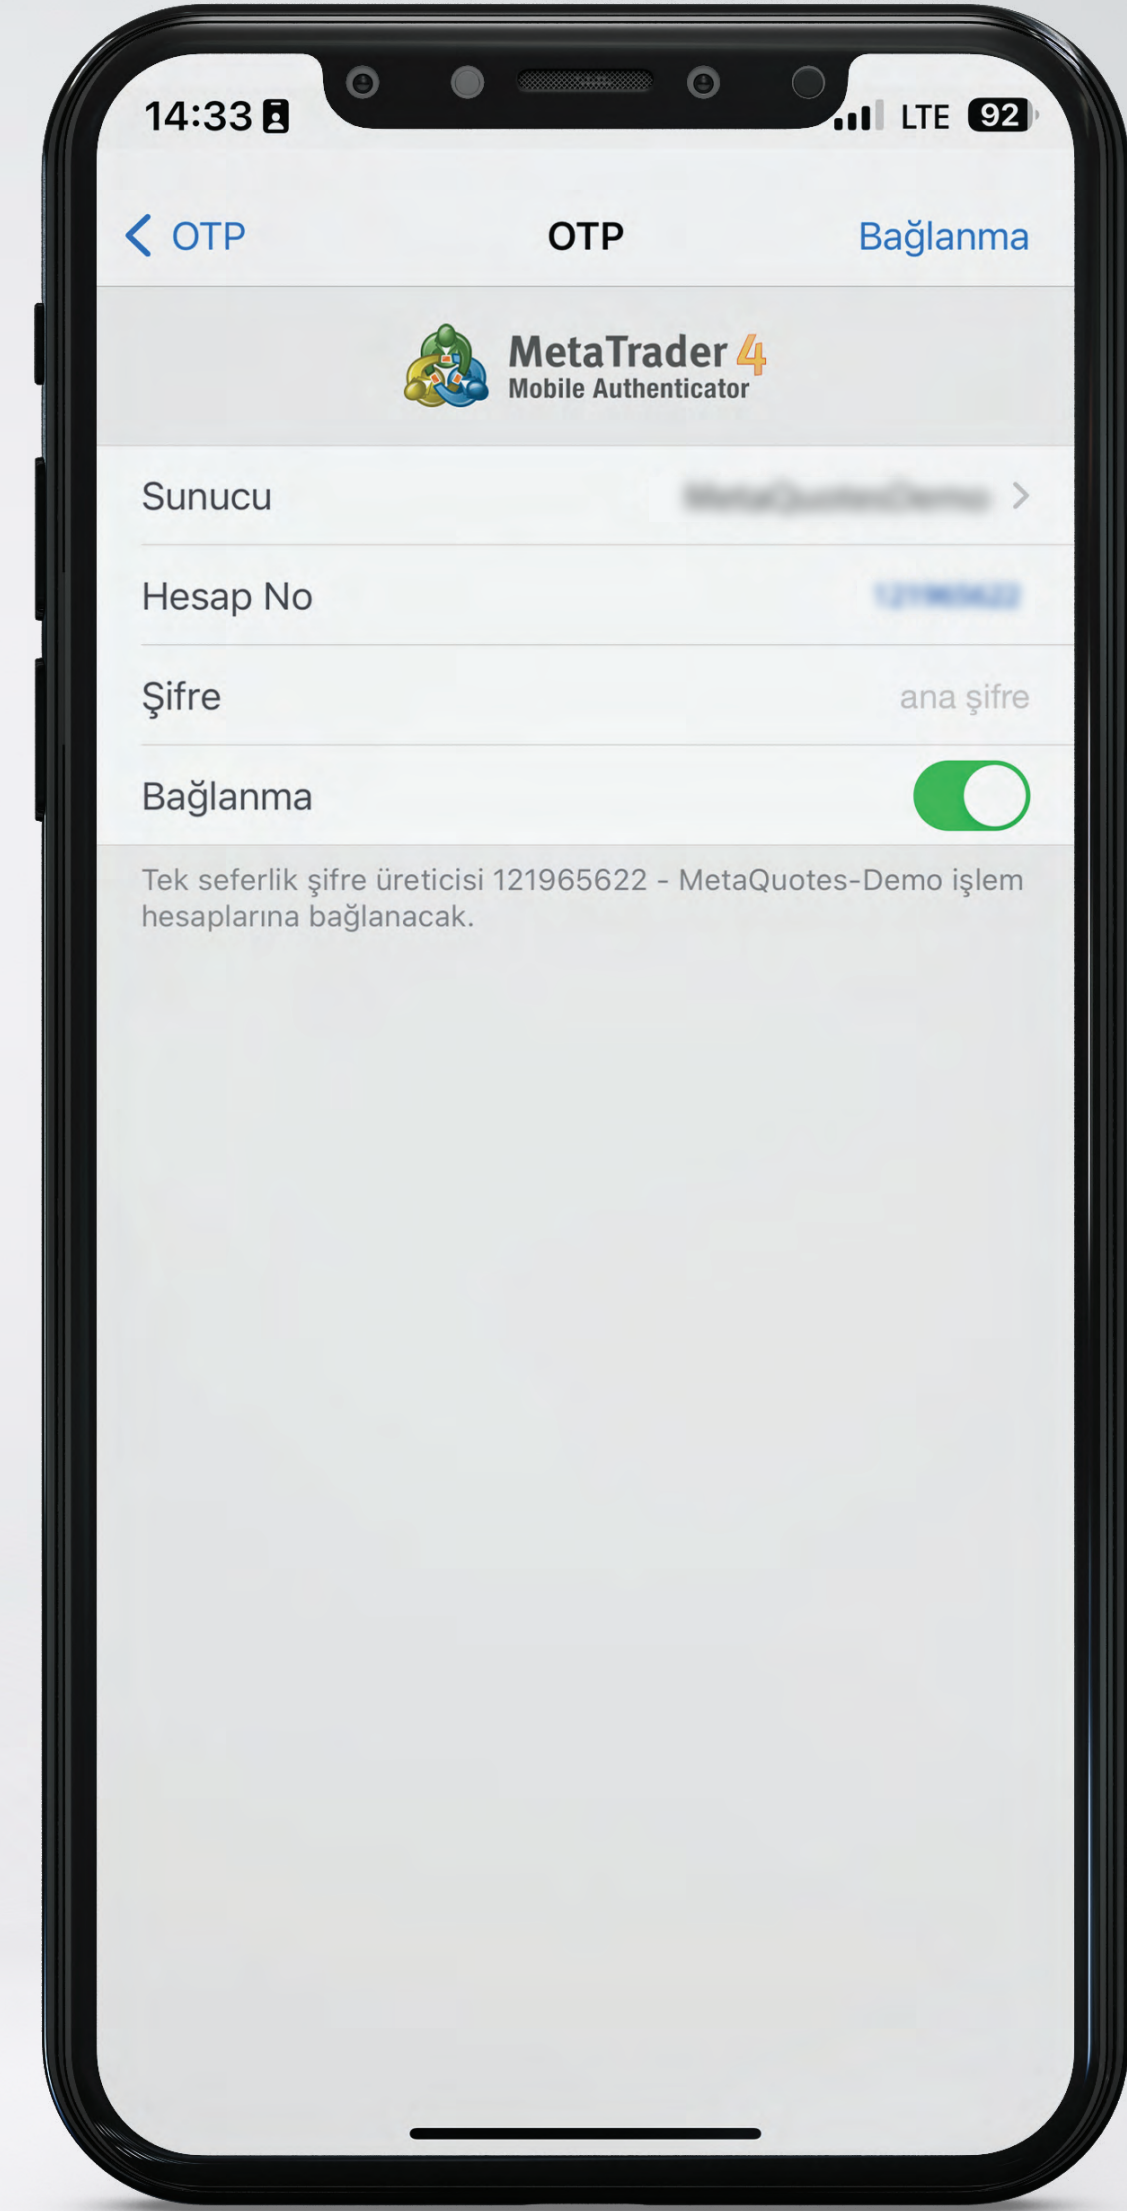 14:33
LTE 92
OTP
OTP
Bağlanma
MetaTrader 4
Mobile Authenticator
Sunucu
Hesap No
Şifre
ana şifre
Bağlanma
Tek seferlik şifre üreticisi 121965622 - MetaQuotes-Demo işlem
hesaplarına bağlanacak.